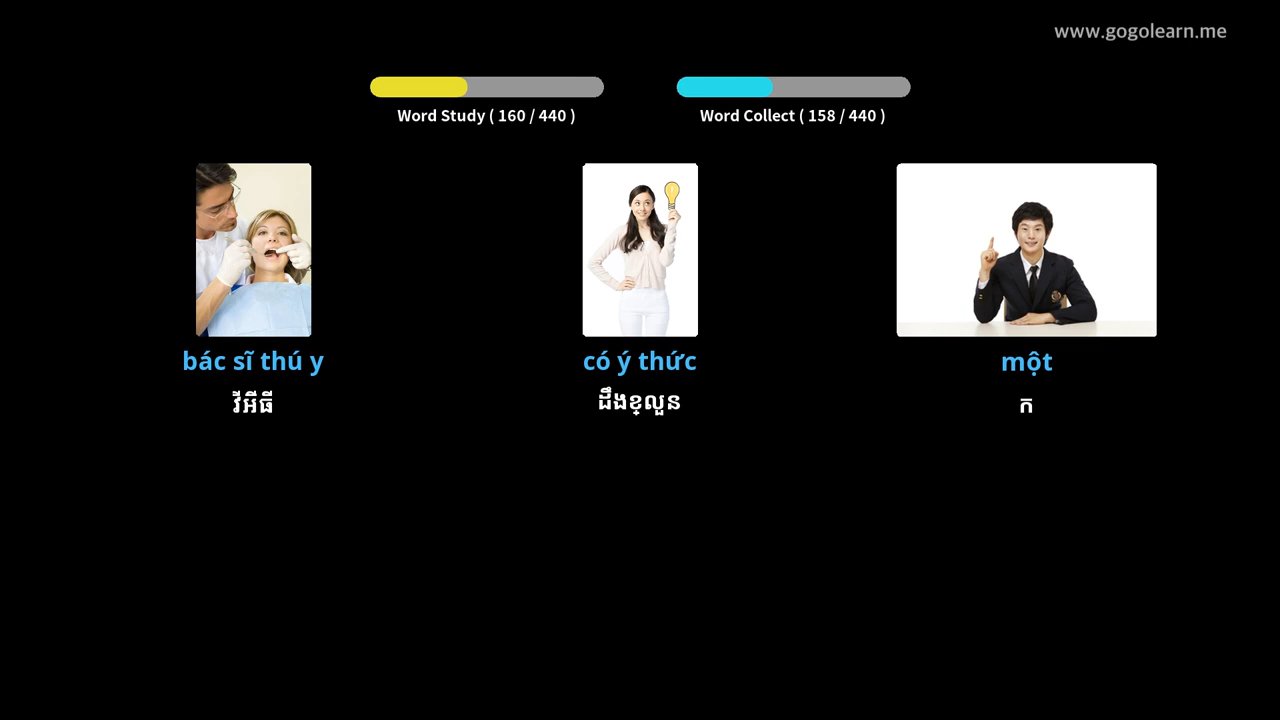 www.gogolearn.me
Word Study ( 160 / 440 )
Word Collect ( 158 / 440 )
bác sĩ thú y
có ý thức
một
វីអ៊ីធី
ដឹងខ្លួន
ក